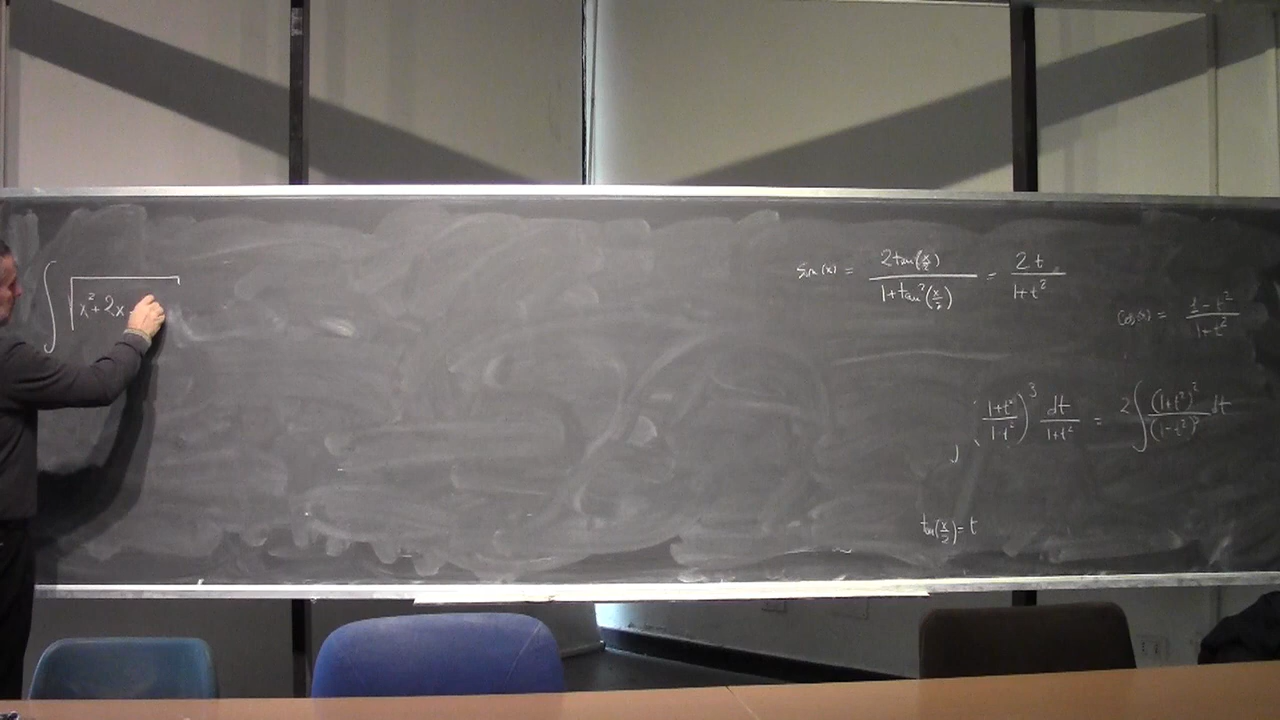 ∫ √(x² + 2x
sin(x) = 2tan(x/2) / (1+tan²(x/2)) = 2t / (1+t²)
cos(x) = (1-t²) / (1+t²)
∫ ((1+t²)/(1-t²))³ dt/(1+t²) = 2∫ (1+t²)²/(1-t²)³ dt
tan(x/2) = t